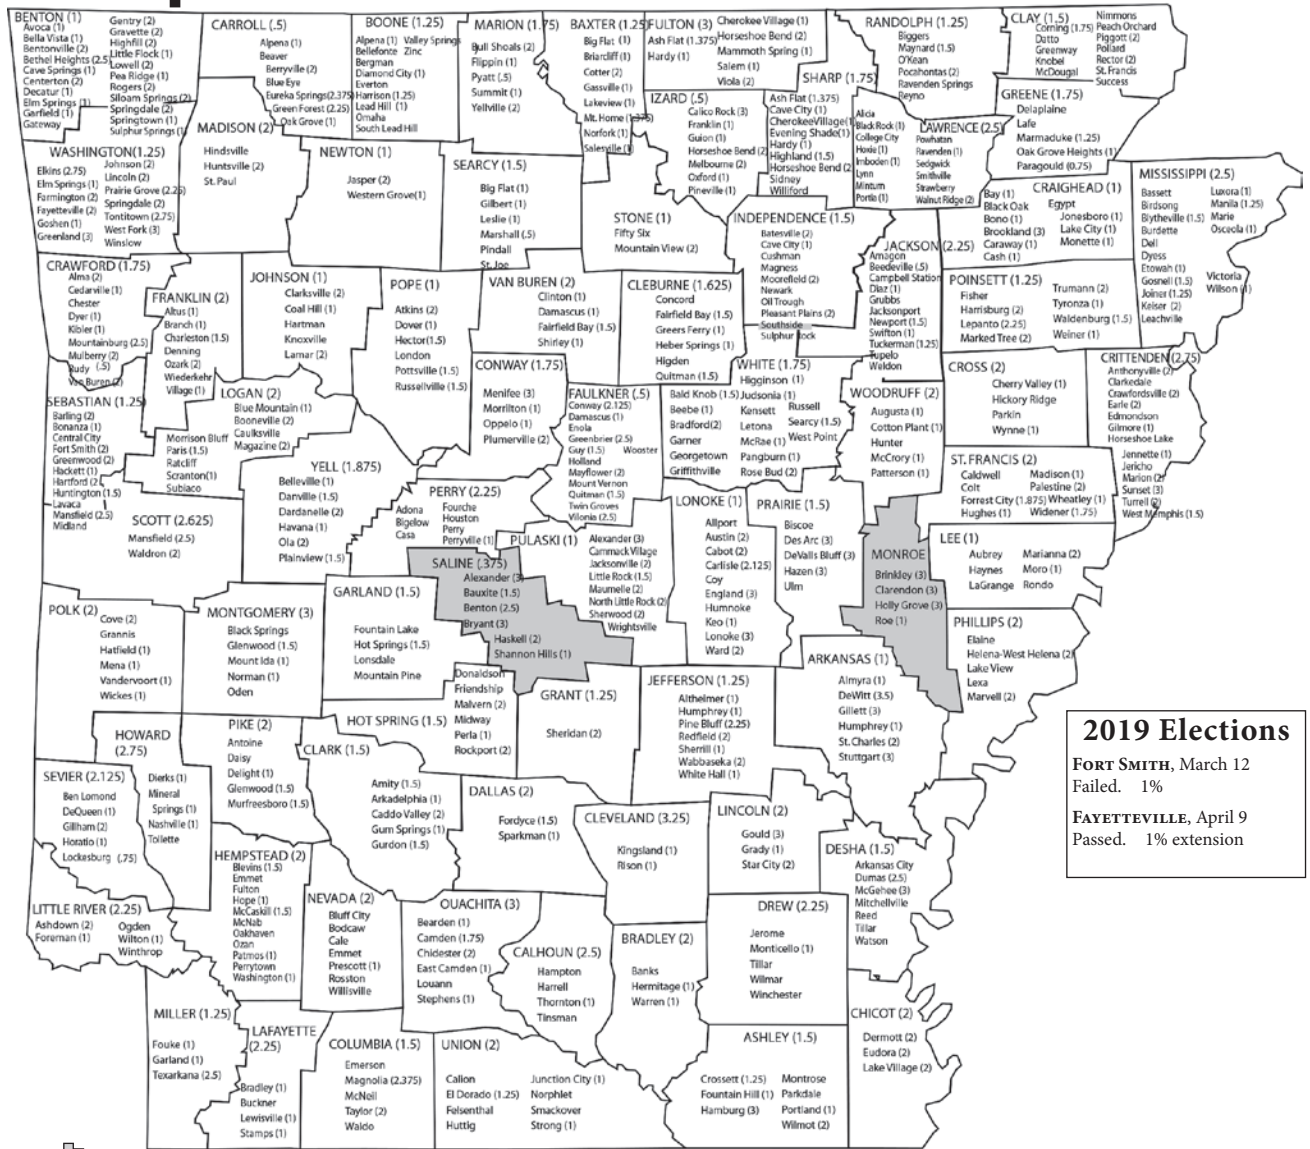 BENTON (1)
Avoca (1)
Bella Vista (1)
Bentonville (2)
Bethel Heights (2.5)
Cave Springs (1)
Centerton (2)
Decatur (1)
Elm Springs (1)
Garfield (1)
Gateway
Gentry (2)
Gravette (2)
Highfill (2)
Little Flock (1)
Lowell (2)
Pea Ridge (1)
Rogers (2)
Siloam Springs (2)
Springdale (2)
Springtown (1)
Sulphur Springs (1)
CARROLL (.5)
Alpena (1)
Beaver
Berryville (2)
Blue Eye
Eureka Springs(2.375)
Green Forest (2.25)
Oak Grove (1)
BOONE (1.25)
Alpena (1) Valley Springs
Bellefonte Zinc
Bergman
Diamond City (1)
Everton
Harrison (1.25)
Lead Hill (1)
Omaha
South Lead Hill
MARION (1.75)
Bull Shoals (2)
Flippin (1)
Pyatt (.5)
Summit (1)
Yellville (2)
BAXTER (1.25)
Big Flat (1)
Briarcliff (1)
Cotter (2)
Gassville (1)
Lakeview (1)
Mt. Home (1.375)
Norfork (1)
Salesville (1)
FULTON (3)
Ash Flat (1.375)
Hardy (1)
Cherokee Village (1)
Horseshoe Bend (2)
Mammoth Spring (1)
Salem (1)
Viola (2)
RANDOLPH (1.25)
Biggers
Maynard (1.5)
O'Kean
Pocahontas (2)
Ravenden Springs
Reyno
CLAY (1.5)
Corning (1.75)
Datto
Greenway
Knobel
McDougal
Nimmons
Peach Orchard
Piggott (2)
Pollard
Rector (2)
St. Francis
Success
SHARP (1.75)
Ash Flat (1.375)
Cave City (1)
CherokeeVillage(1)
Evening Shade(1)
Hardy (1)
Highland (1.5)
Horseshoe Bend (2)
Sidney
Williford
IZARD (.5)
Calico Rock (3)
Franklin (1)
Guion (1)
Horseshoe Bend (2)
Melbourne (2)
Oxford (1)
Pineville (1)
LAWRENCE (2.5)
Alicia
Black Rock (1)
College City
Hoxie (1)
Imboden (1)
Lynn
Minturn
Portia (1)
Powhatan
Ravenden (1)
Sedgwick
Smithville
Strawberry
Walnut Ridge (2)
GREENE (1.75)
Delaplaine
Lafe
Marmaduke (1.25)
Oak Grove Heights (1)
Paragould (0.75)
MADISON (2)
Hindsville
Huntsville (2)
St. Paul
WASHINGTON(1.25)
Elkins (2.75)
Elm Springs (1)
Farmington (2)
Fayetteville (2)
Goshen (1)
Greenland (3)
Johnson (2)
Lincoln (2)
Prairie Grove (2.25)
Springdale (2)
Tontitown (2.75)
West Fork (3)
Winslow
NEWTON (1)
Jasper (2)
Western Grove(1)
SEARCY (1.5)
Big Flat (1)
Gilbert (1)
Leslie (1)
Marshall (.5)
Pindall
St. Joe
STONE (1)
Fifty Six
Mountain View (2)
INDEPENDENCE (1.5)
Batesville (2)
Cave City (1)
Cushman
Magness
Moorefield (2)
Newark
Oil Trough
Pleasant Plains (2)
Southside
Sulphur Rock
JACKSON (2.25)
Amagon
Beedeville (.5)
Campbell Station
Diaz (1)
Grubbs
Jacksonport
Newport (1.5)
Swifton (1)
Tuckerman (1.25)
Tupelo
Weldon
CRAIGHEAD (1)
Bay (1)
Black Oak
Bono (1)
Brookland (3)
Caraway (1)
Cash (1)
Egypt
Jonesboro (1)
Lake City (1)
Monette (1)
MISSISSIPPI (2.5)
Bassett
Birdsong
Blytheville (1.5)
Burdette
Dell
Dyess
Etowah (1)
Gosnell (1.5)
Joiner (1.25)
Keiser (2)
Leachville
Luxora (1)
Manila (1.25)
Marie
Osceola (1)
Victoria
Wilson (1)
CRAWFORD (1.75)
Alma (2)
Cedarville (1)
Chester
Dyer (1)
Kibler (1)
Mountainburg (2.5)
Mulberry (2)
Rudy (.5)
Van Buren (2)
FRANKLIN (2)
Altus (1)
Branch (1)
Charleston (1.5)
Denning
Ozark (2)
Wiederkehr
Village (1)
JOHNSON (1)
Clarksville (2)
Coal Hill (1)
Hartman
Knoxville
Lamar (2)
POPE (1)
Atkins (2)
Dover (1)
Hector(1.5)
London
Pottsville (1.5)
Russellville (1.5)
VAN BUREN (2)
Clinton (1)
Damascus (1)
Fairfield Bay (1.5)
Shirley (1)
CLEBURNE (1.625)
Concord
Fairfield Bay (1.5)
Greers Ferry (1)
Heber Springs (1)
Higden
Quitman (1.5)
POINSETT (1.25)
Fisher
Harrisburg (2)
Lepanto (2.25)
Marked Tree (2)
Trumann (2)
Tyronza (1)
Waldenburg (1.5)
Weiner (1)
CONWAY (1.75)
Menifee (3)
Morrilton (1)
Oppelo (1)
Plumerville (2)
FAULKNER (.5)
Conway (2.125)
Damascus (1)
Enola
Greenbrier (2.5)
Guy (1.5) Wooster
Holland
Mayflower (2)
Mount Vernon
Quitman (1.5)
Twin Groves
Vilonia (2.5)
WHITE (1.75)
Bald Knob (1.5)
Beebe (1)
Bradford(2)
Garner
Georgetown
Griffithville
Higginson (1)
Judsonia (1)
Kensett
Letona
McRae (1)
Pangburn (1)
Rose Bud (2)
Russell
Searcy (1.5)
West Point
WOODRUFF (2)
Augusta (1)
Cotton Plant (1)
Hunter
McCrory (1)
Patterson (1)
CROSS (2)
Cherry Valley (1)
Hickory Ridge
Parkin
Wynne (1)
CRITTENDEN (2.75)
Anthonyville (2)
Clarkedale
Crawfordsville (2)
Earle (2)
Edmondson
Gilmore (1)
Horseshoe Lake
Jennette (1)
Jericho
Marion (2)
Sunset (3)
Turrell (2)
West Memphis (1.5)
SEBASTIAN (1.25)
Barling (2)
Bonanza (1)
Central City
Fort Smith (2)
Greenwood (2)
Hackett (1)
Hartford (2)
Huntington (1.5)
Lavaca
Mansfield (2.5)
Midland
LOGAN (2)
Blue Mountain (1)
Booneville (2)
Caulksville
Magazine (2)
Morrison Bluff
Paris (1.5)
Ratcliff
Scranton(1)
Subiaco
YELL (1.875)
Belleville (1)
Danville (1.5)
Dardanelle (2)
Havana (1)
Ola (2)
Plainview (1.5)
PERRY (2.25)
Adona
Bigelow
Casa
Fourche
Houston
Perry
Perryville (1)
SCOTT (2.625)
Mansfield (2.5)
Waldron (2)
ST. FRANCIS (2)
Caldwell
Colt
Forrest City (1.875)
Hughes (1)
Madison (1)
Palestine (2)
Wheatley (1)
Widener (1.75)
PULASKI (1)
Alexander (3)
Cammack Village
Jacksonville (2)
Little Rock (1.5)
Maumelle (2)
North Little Rock (2)
Sherwood (2)
Wrightsville
LONOKE (1)
Allport
Austin (2)
Cabot (2)
Carlisle (2.125)
Coy
England (3)
Humnoke
Keo (1)
Lonoke (3)
Ward (2)
PRAIRIE (1.5)
Biscoe
Des Arc (3)
DeValls Bluff (3)
Hazen (3)
Ulm
MONROE
Brinkley (3)
Clarendon (3)
Holly Grove (3)
Roe (1)
LEE (1)
Aubrey
Haynes
LaGrange
Marianna (2)
Moro (1)
Rondo
SALINE (.375)
Alexander (3)
Bauxite (1.5)
Benton (2.5)
Bryant (3)
Haskell (2)
Shannon Hills (1)
GARLAND (1.5)
Fountain Lake
Hot Springs (1.5)
Lonsdale
Mountain Pine
POLK (2)
Cove (2)
Grannis
Hatfield (1)
Mena (1)
Vandervoort (1)
Wickes (1)
MONTGOMERY (3)
Black Springs
Glenwood (1.5)
Mount Ida (1)
Norman (1)
Oden
PHILLIPS (2)
Elaine
Helena-West Helena (2)
Lake View
Lexa
Marvell (2)
HOT SPRING (1.5)
Donaldson
Friendship
Malvern (2)
Midway
Perla (1)
Rockport (2)
GRANT (1.25)
Sheridan (2)
JEFFERSON (1.25)
Altheimer (1)
Humphrey (1)
Pine Bluff (2.25)
Redfield (2)
Sherrill (1)
Wabbaseka (2)
White Hall (1)
ARKANSAS (1)
Almyra (1)
DeWitt (3.5)
Gillett (3)
Humphrey (1)
St. Charles (2)
Stuttgart (3)
HOWARD
(2.75)
Dierks (1)
Mineral
Springs (1)
Nashville (1)
Tollette
PIKE (2)
Antoine
Daisy
Delight (1)
Glenwood (1.5)
Murfreesboro (1.5)
CLARK (1.5)
Amity (1.5)
Arkadelphia (1)
Caddo Valley (2)
Gum Springs (1)
Gurdon (1.5)
SEVIER (2.125)
Ben Lomond
DeQueen (1)
Gillham (2)
Horatio (1)
Lockesburg (.75)
DALLAS (2)
Fordyce (1.5)
Sparkman (1)
CLEVELAND (3.25)
Kingsland (1)
Rison (1)
LINCOLN (2)
Gould (3)
Grady (1)
Star City (2)
DESHA (1.5)
Arkansas City
Dumas (2.5)
McGehee (3)
Mitchellville
Reed
Tillar
Watson
2019 Elections
FORT SMITH, March 12
Failed. 1%
FAYETTEVILLE, April 9
Passed. 1% extension
HEMPSTEAD (2)
Blevins (1.5)
Emmet
Fulton
Hope (1)
McCaskill (1.5)
McNab
Oakhaven
Ozan
Patmos (1)
Perrytown
Washington (1)
LITTLE RIVER (2.25)
Ashdown (2)
Foreman (1)
Ogden
Wilton (1)
Winthrop
NEVADA (2)
Bluff City
Bodcaw
Cale
Emmet
Prescott (1)
Rosston
Willisville
OUACHITA (3)
Bearden (1)
Camden (1.75)
Chidester (2)
East Camden (1)
Louann
Stephens (1)
CALHOUN (2.5)
Hampton
Harrell
Thornton (1)
Tinsman
BRADLEY (2)
Banks
Hermitage (1)
Warren (1)
DREW (2.25)
Jerome
Monticello (1)
Tillar
Wilmar
Winchester
MILLER (1.25)
Fouke (1)
Garland (1)
Texarkana (2.5)
LAFAYETTE
(2.25)
Bradley (1)
Buckner
Lewisville (1)
Stamps (1)
COLUMBIA (1.5)
Emerson
Magnolia (2.375)
McNeil
Taylor (2)
Waldo
UNION (2)
Calion
El Dorado (1.25)
Felsenthal
Huttig
Junction City (1)
Norphlet
Smackover
Strong (1)
ASHLEY (1.5)
Crossett (1.25)
Fountain Hill (1)
Hamburg (3)
Montrose
Parkdale
Portland (1)
Wilmot (2)
CHICOT (2)
Dermott (2)
Eudora (2)
Lake Village (2)